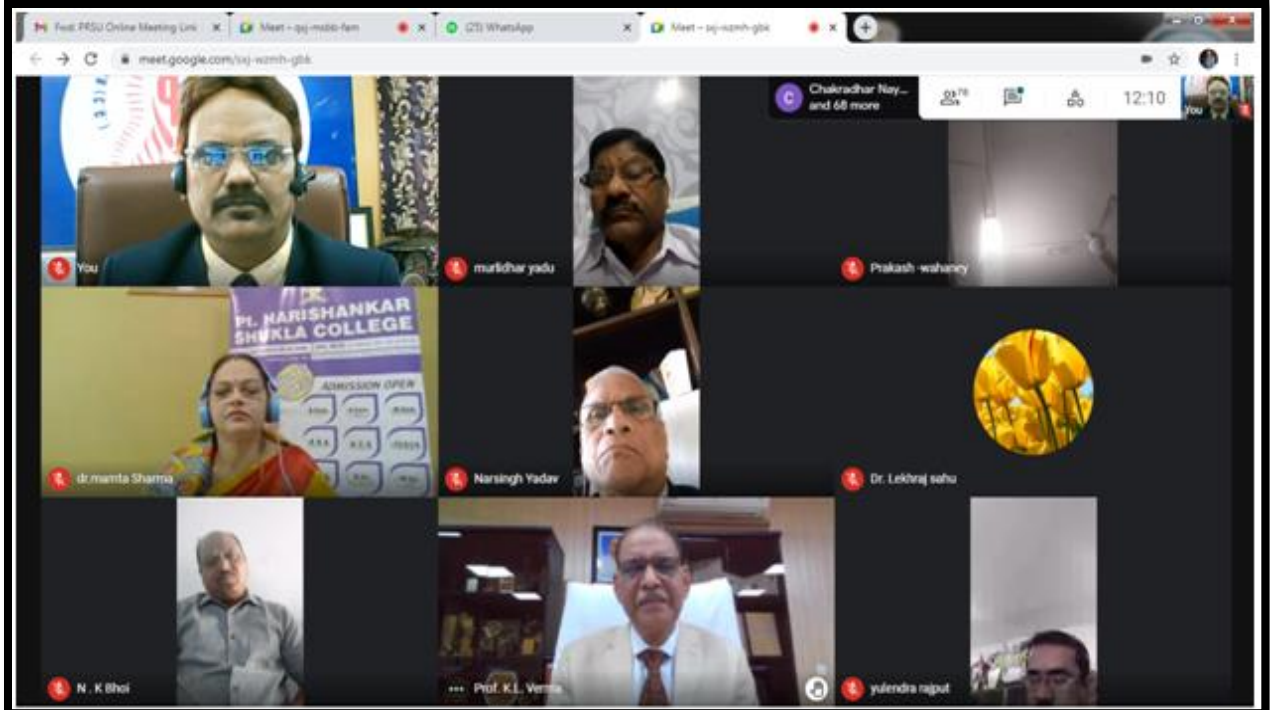 Fwd: PRSU Online Meeting Link
Meet – qsj-msbb-fam
(25) WhatsApp
Meet – sxj-wzmh-gbk
meet.google.com/sxj-wzmh-gbk
Chakradhar Nay...
and 68 more
C
78
12:10
You
You
murlidhar yadu
Prakash -wahaney
Pt. HARISHANKAR
SHUKLA COLLEGE
ADMISSION OPEN
dr.mamta Sharma
Narsingh Yadav
Dr. Lekhraj sahu
N . K Bhoi
Prof. K.L. Verma
yulendra rajput